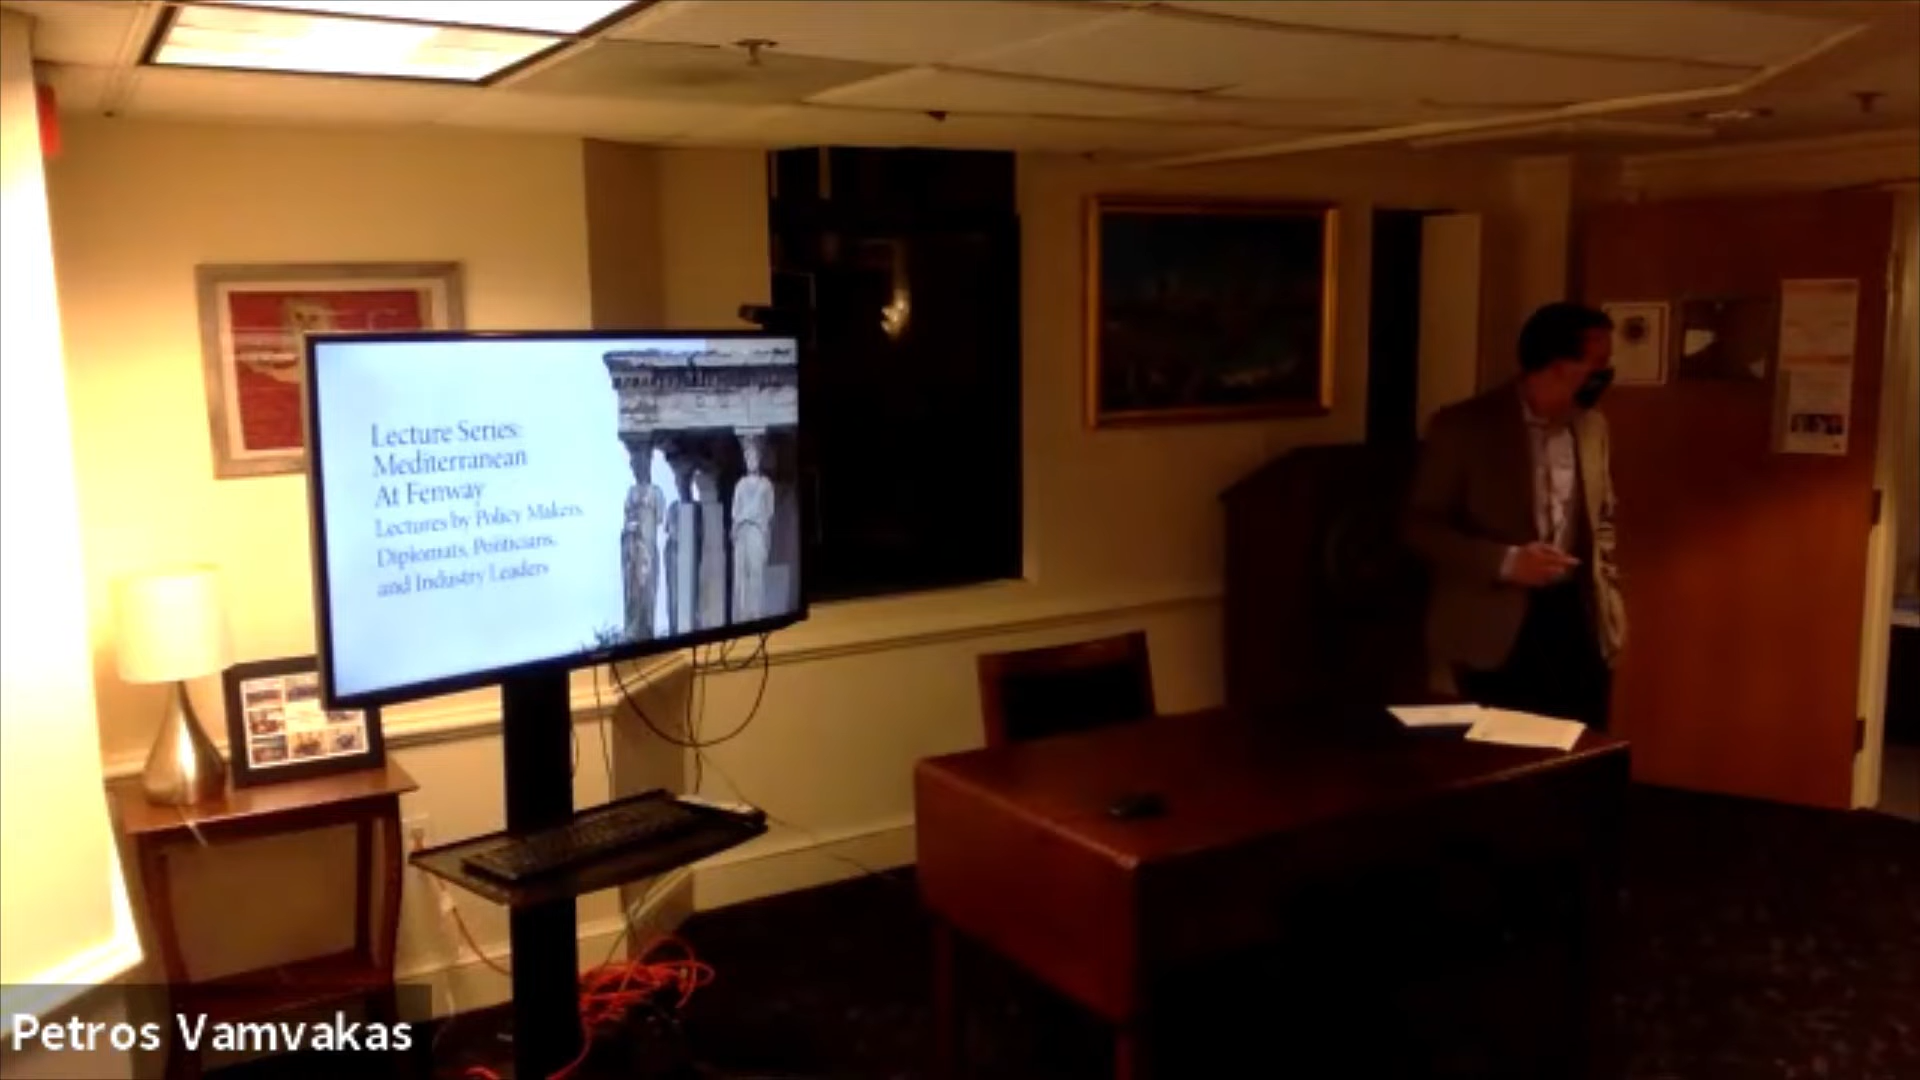 Lecture Series:
Mediterranean
At Fenway
Lectures by Policy Makers,
Diplomats, Politicians,
and Industry Leaders
Petros Vamvakas